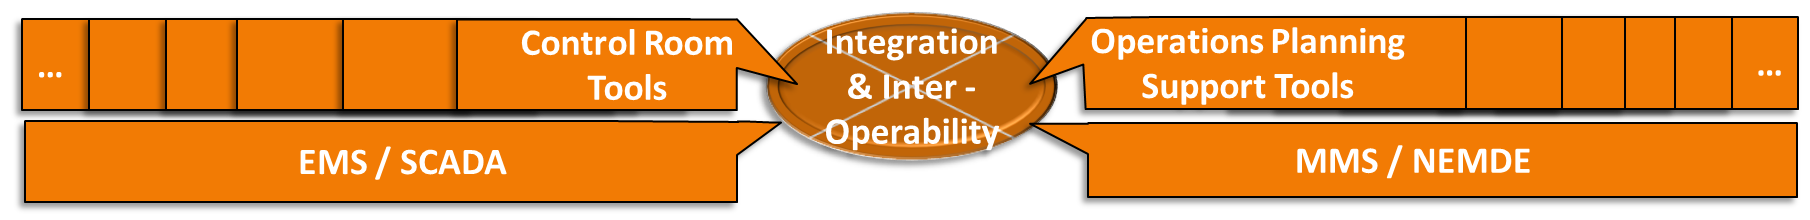 ...
Control Room
Tools
EMS / SCADA
Integration
& Inter -
Operability
Operations Planning
Support Tools
...
MMS / NEMDE